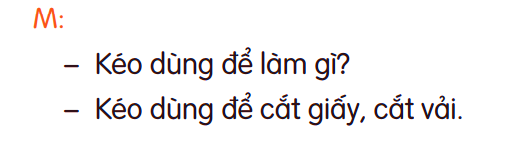 M:
– Kéo dùng để làm gì?
– Kéo dùng để cắt giấy, cắt vải.